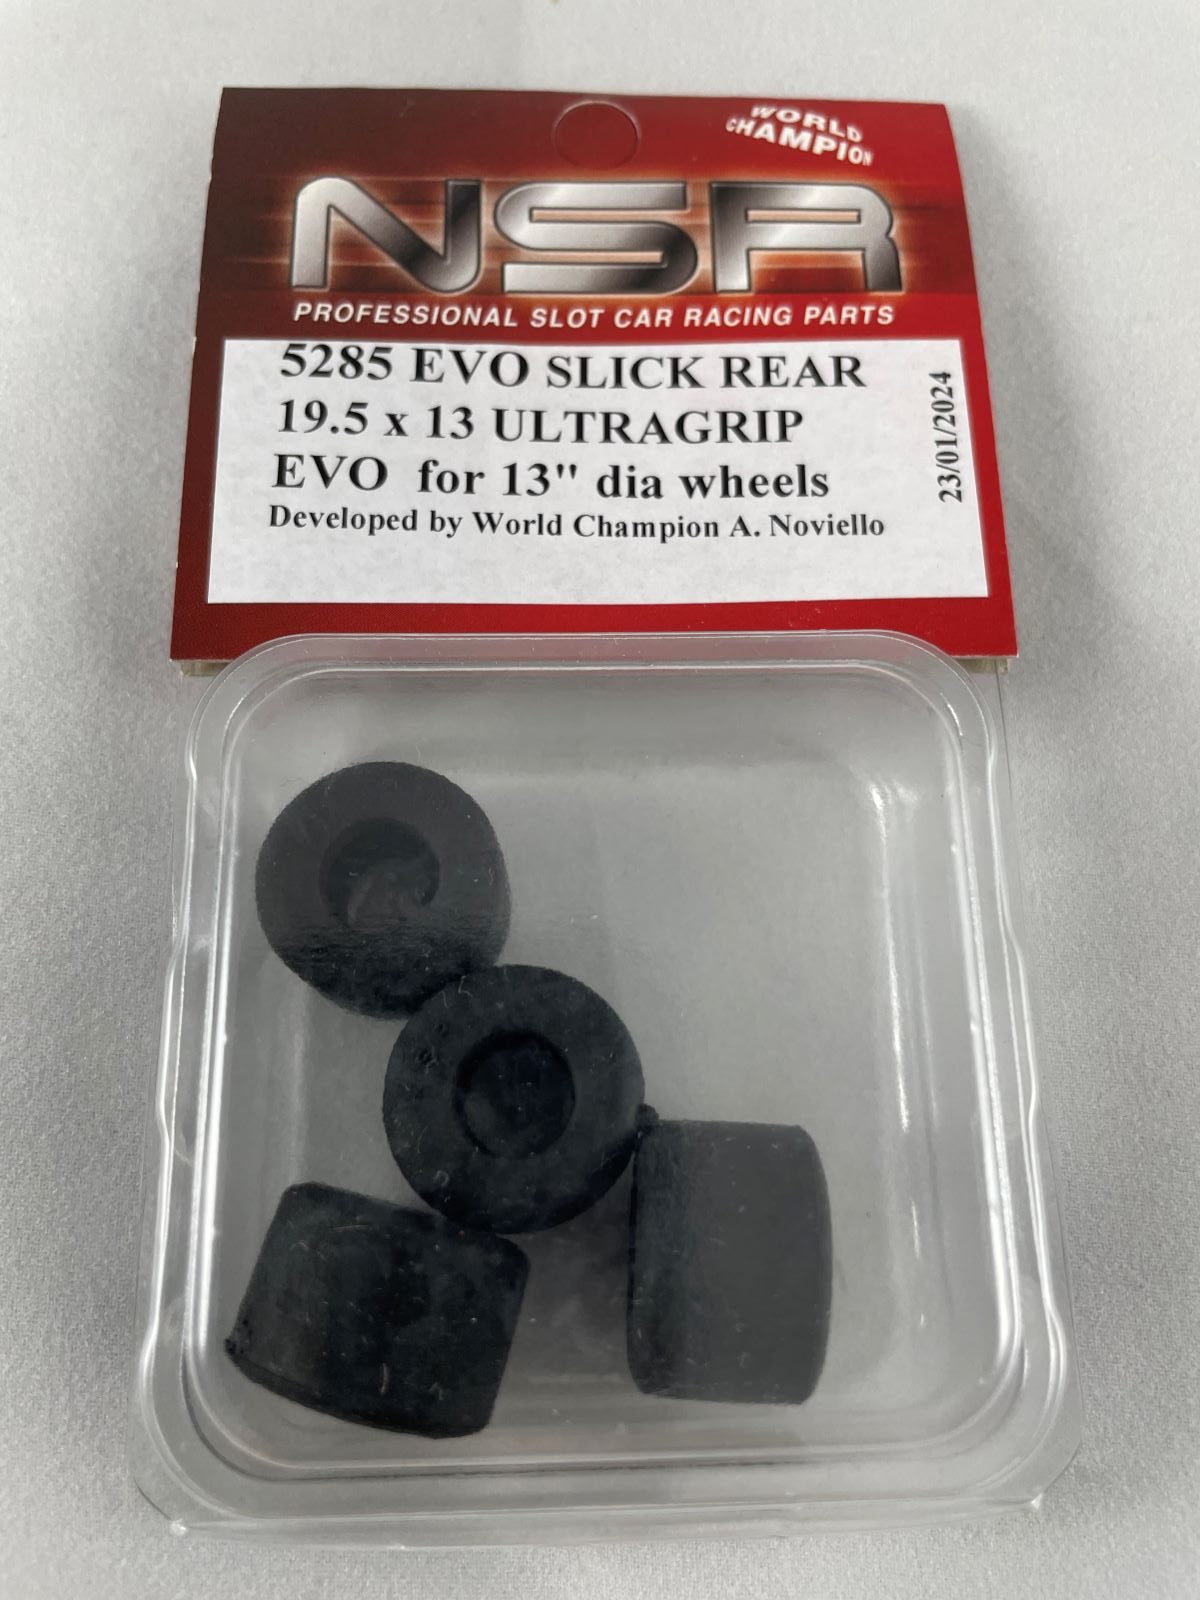 WORLD
CHAMPION
NSR
PROFESSIONAL SLOT CAR RACING PARTS
5285 EVO SLICK REAR
19.5 x 13 ULTRAGRIP
EVO for 13" dia wheels
Developed by World Champion A. Noviello
23/01/2024